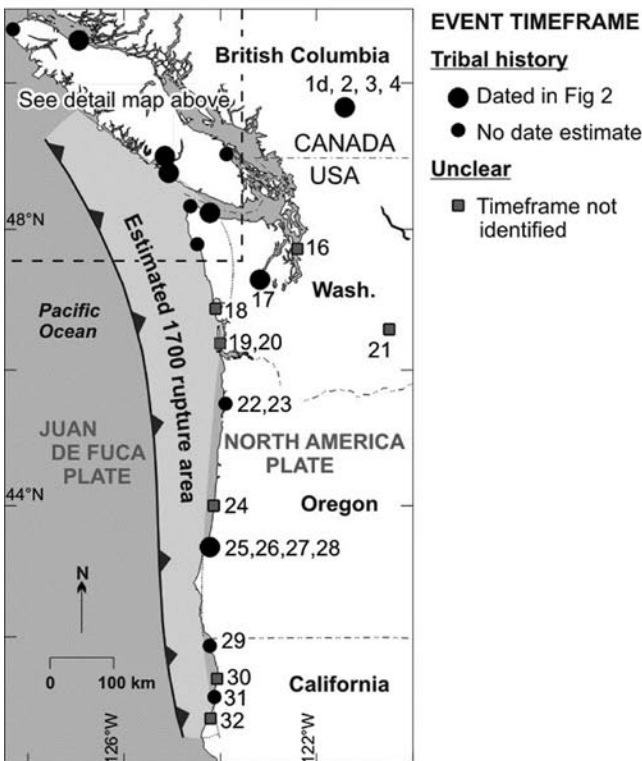 EVENT TIMEFRAME
Tribal history
Dated in Fig 2
No date estimate
Unclear
Timeframe not
identified
British Columbia
1d, 2, 3, 4
See detail map above
CANADA
USA
48°N
16
Estimated 1700 rupture area
17
Wash.
Pacific
Ocean
18
19,20
21
22,23
JUAN
DE FUCA
PLATE
NORTH AMERICA
PLATE
44°N
24
Oregon
25,26,27,28
N
29
0 100 km
30
California
31
32
126°W
122°W